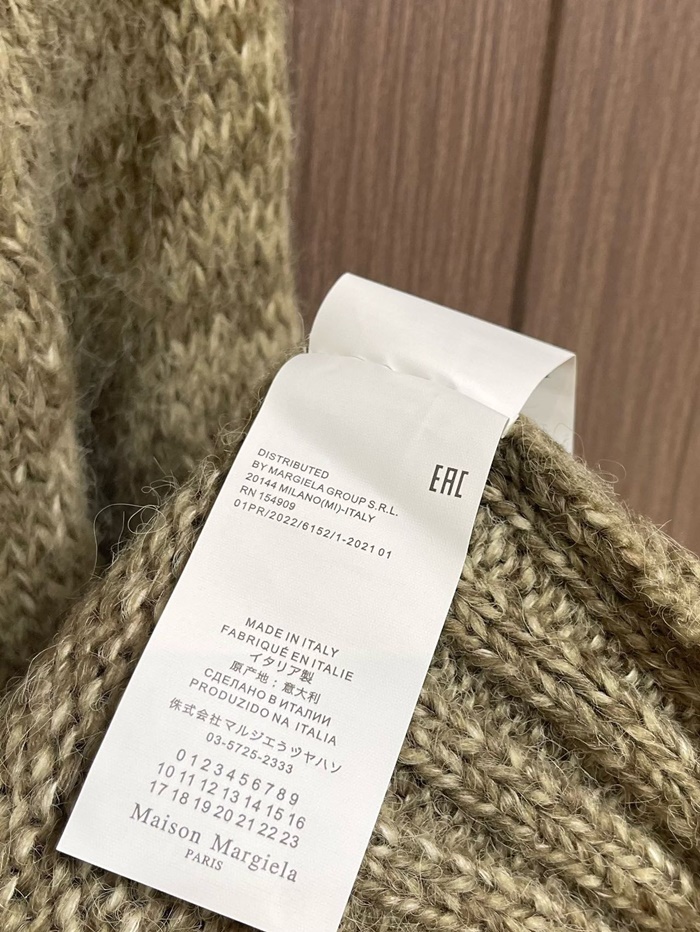 DISTRIBUTED
BY MARGIELA GROUP S.R.L.
20144 MILANO(MI)-ITALY
RN 154909
01PR/2022/6152/1-2021 01
EAC
MADE IN ITALY
FABRIQUÉ EN ITALIE
イタリア製
原产地：意大利
СДЕЛАНО В ИТАЛИИ
PRODUZIDO NA ITALIA
株式会社マルジエラツヤハソ
03-5725-2333
0 1 2 3 4 5 6 7 8 9
10 11 12 13 14 15 16
17 18 19 20 21 22 23
Maison Margiela
PARIS